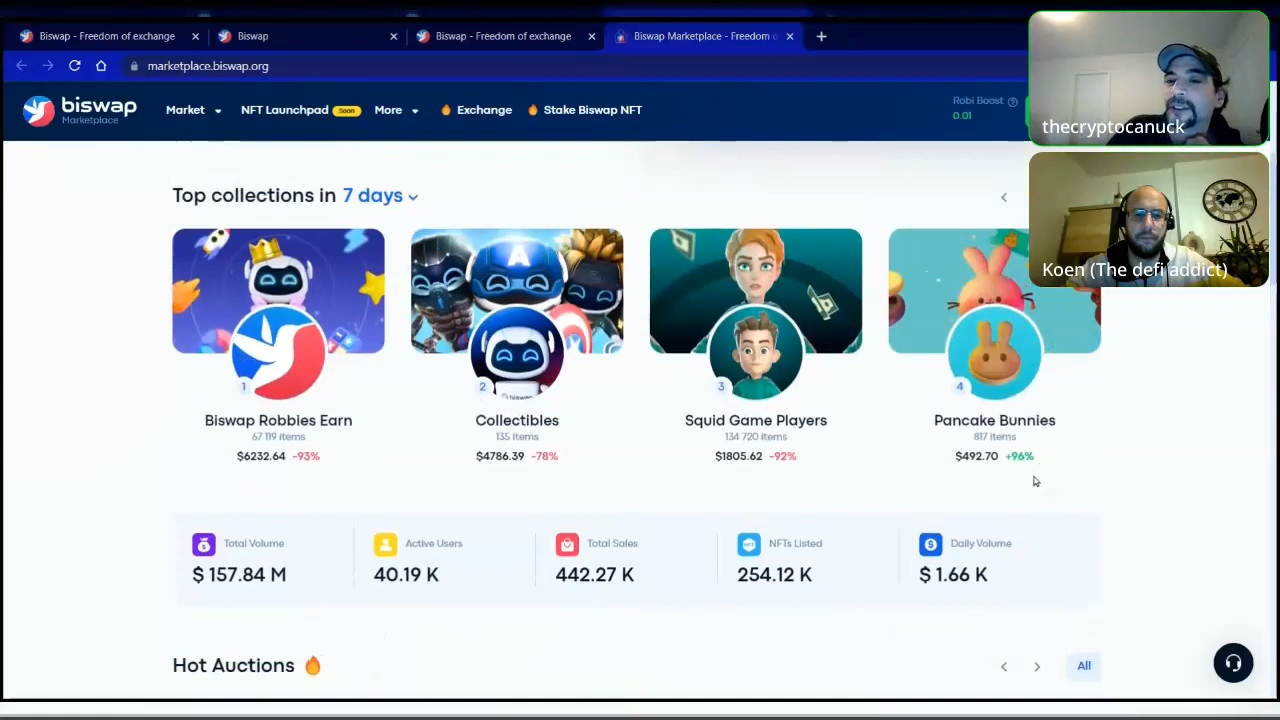 Biswap - Freedom of exchange
Biswap
Biswap - Freedom of exchange
Biswap Marketplace - Freedom o
marketplace.biswap.org
biswap
Marketplace
Market
NFT Launchpad Soon
More
Exchange
Stake Biswap NFT
Robi Boost
0.01
thecryptocanuck
Koen (The defi addict)
Top collections in 7 days
1
2
3
4
Biswap Robbies Earn
67 119 items
$6232.64 -93%
Collectibles
135 items
$4786.39 -78%
Squid Game Players
134 720 items
$1805.62 -92%
Pancake Bunnies
817 items
$492.70 +96%
Total Volume
$ 157.84 M
Active Users
40.19 K
Total Sales
442.27 K
NFT
NFTs Listed
254.12 K
Daily Volume
$ 1.66 K
Hot Auctions
All